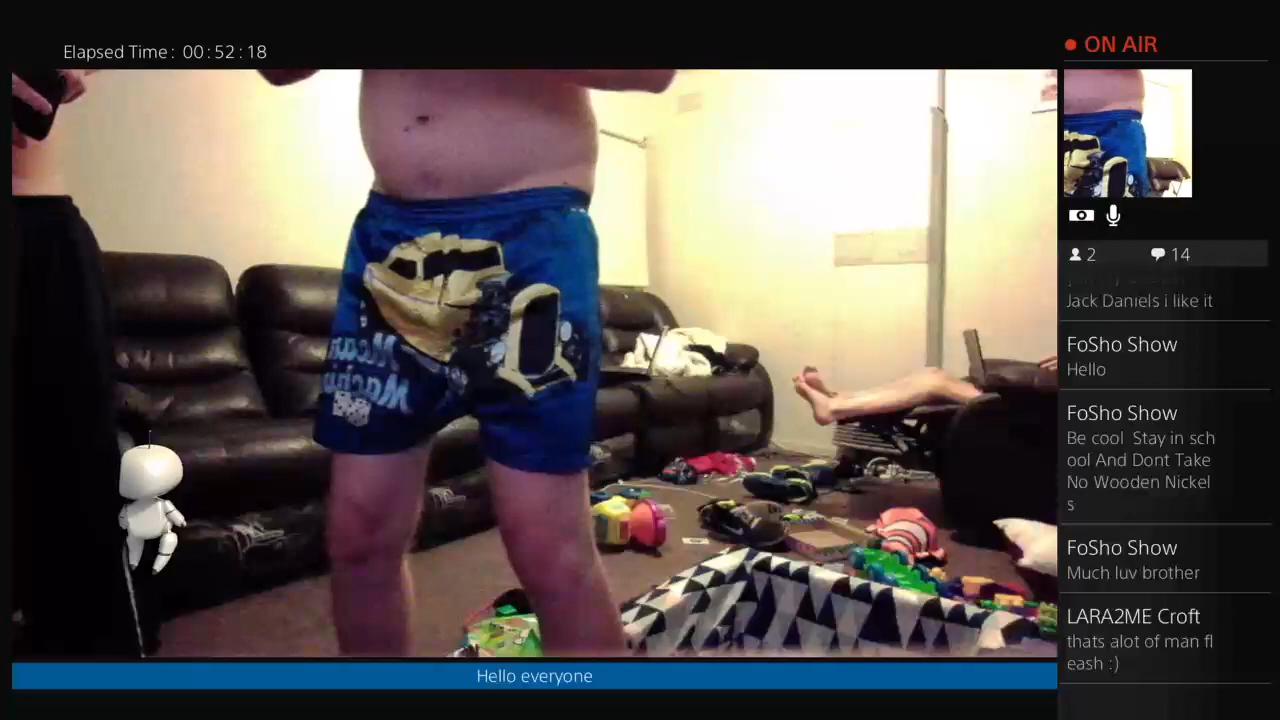 Elapsed Time: 00:52:18
ON AIR
2
14
Jack Daniels i like it
FoSho Show
Hello
FoSho Show
Be cool Stay in sch
ool And Dont Take
No Wooden Nickel
s
FoSho Show
Much luv brother
LARA2ME Croft
thats alot of man fl
eash :)
Mean
Machin
Hello everyone